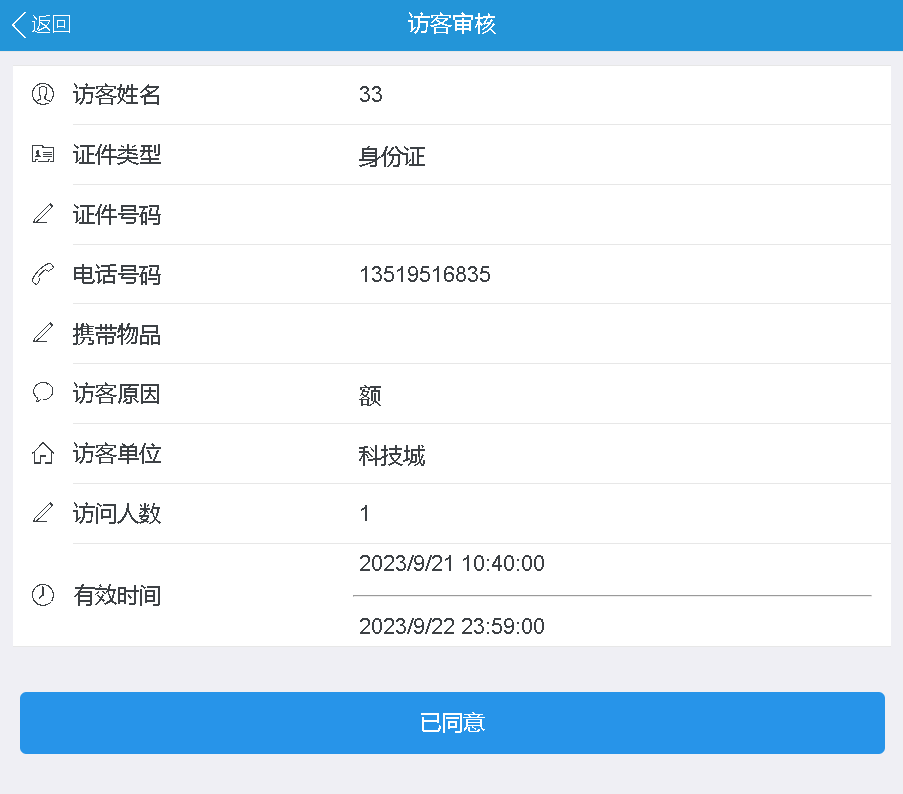 返回 访客审核
访客姓名 33
证件类型 身份证
证件号码
电话号码 13519516835
携带物品
访客原因 额
访客单位 科技城
访问人数 1
2023/9/21 10:40:00
有效时间
2023/9/22 23:59:00
已同意